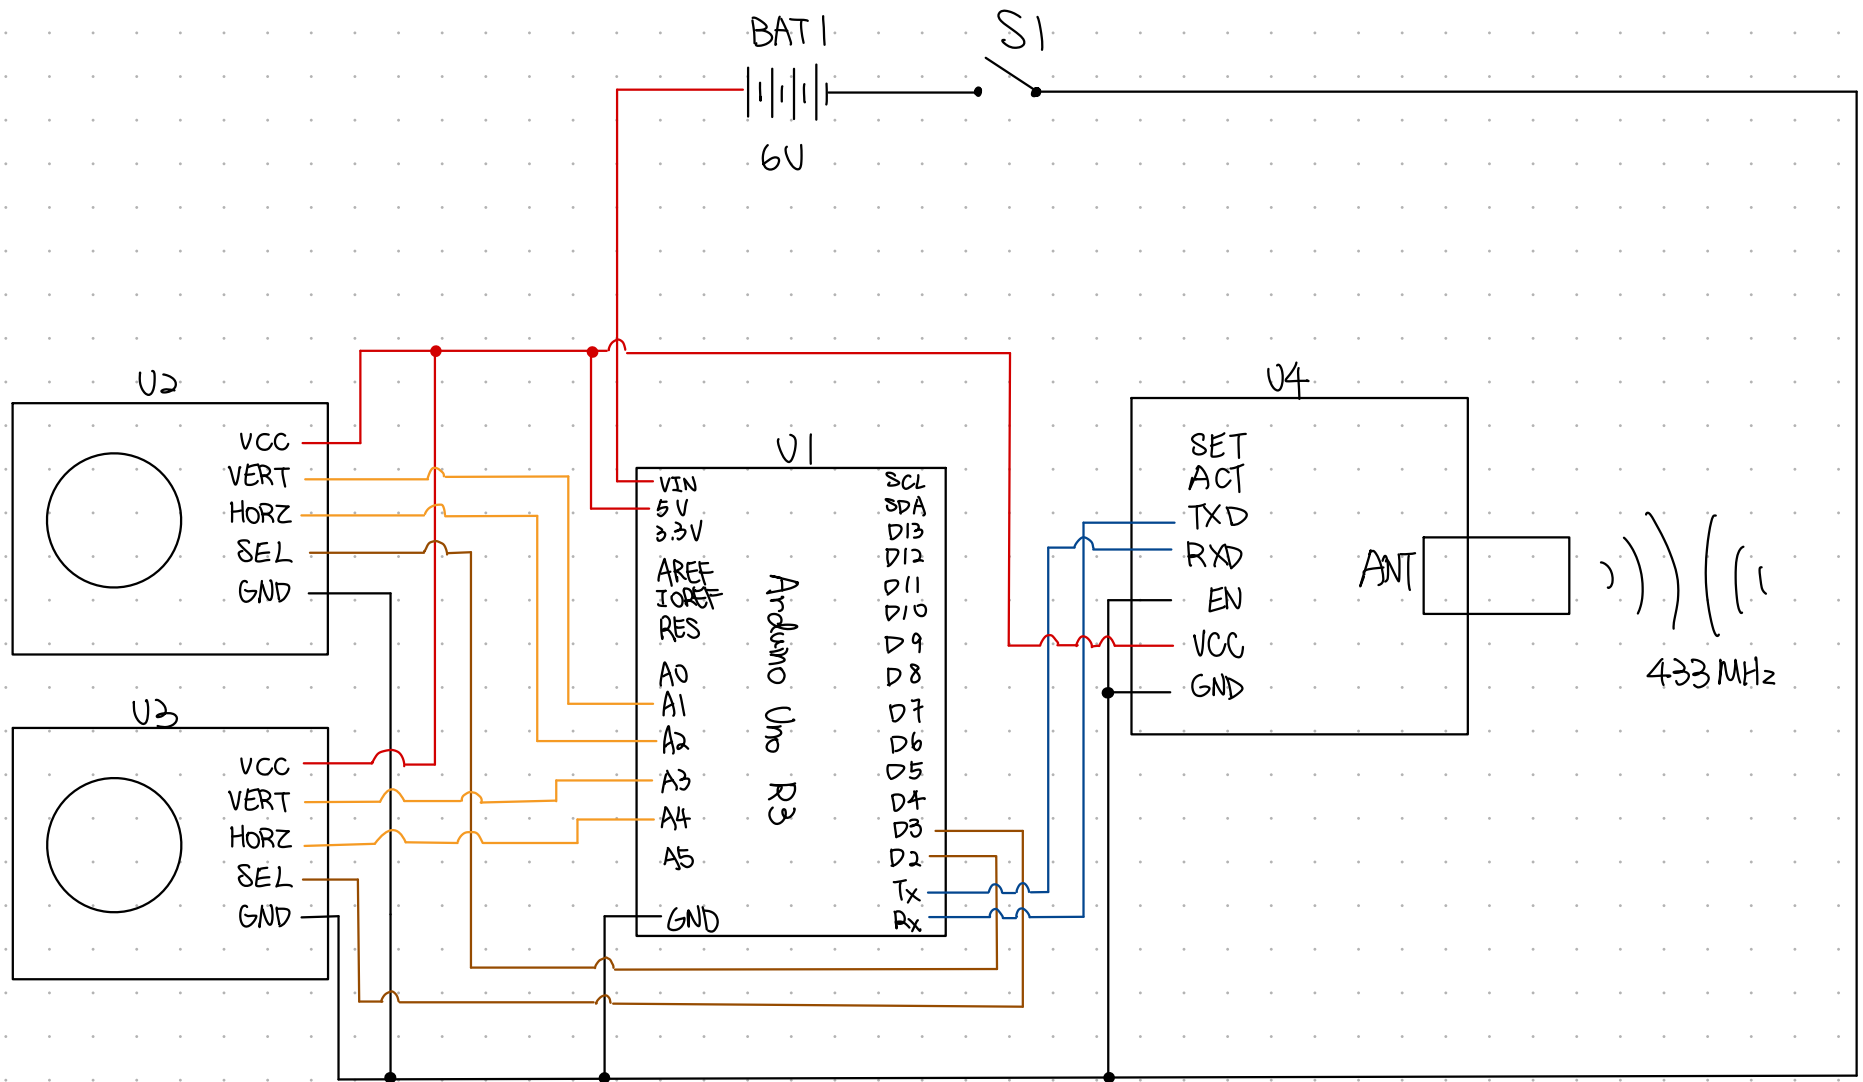 BAT1
S1
6V
U2
VCC
VERT
HORZ
SEL
GND
U3
VCC
VERT
HORZ
SEL
GND
U1
VIN
5V
3.3V
AREF
IOREF
RES
A0
A1
A2
A3
A4
A5
GND
Arduino Uno R3
SCL
SDA
D13
D12
D11
D10
D9
D8
D7
D6
D5
D4
D3
D2
Tx
Rx
U4
SET
ACT
TXD
RXD
EN
VCC
GND
ANT
433MHz